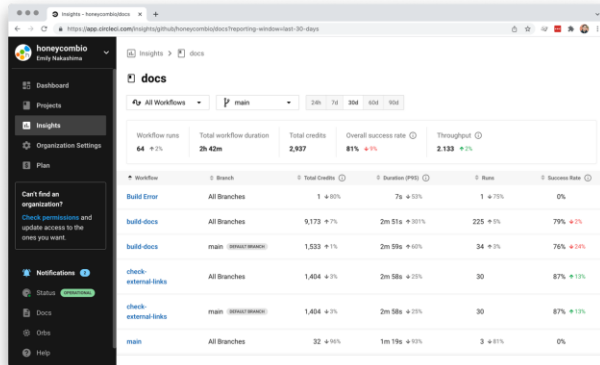 Insights - honeycombio/docs
https://app.circleci.com/insights/github/honeycombio/docs?reporting-window=last-30-days
honeycombio
Emily Nakashima
Dashboard
Projects
Insights
Organization Settings
Plan
Can't find an
organization?
Check permissions and
update access to the
ones you want.
Notifications 2
Status OPERATIONAL
Docs
Orbs
Help
Insights > docs
docs
All Workflows main 24h 7d 30d 60d 90d
Workflow runs Total workflow duration Total credits Overall success rate Throughput
64 2% 2h 42m 2,937 81% 9% 2.133 2%
Workflow Branch Total Credits Duration (P95) Runs Success Rate
Build Error All Branches 1 80% 7s 53% 1 75% 0%
build-docs All Branches 9,173 7% 2m 51s 301% 225 5% 79% 2%
build-docs main DEFAULT BRANCH 1,533 1% 2m 59s 60% 34 3% 76% 24%
check-
external-links All Branches 1,404 3% 2m 58s 25% 30 87% 13%
check-
external-links main DEFAULT BRANCH 1,404 3% 2m 58s 25% 30 87% 13%
main All Branches 32 96% 1m 19s 93% 3 81% 0%